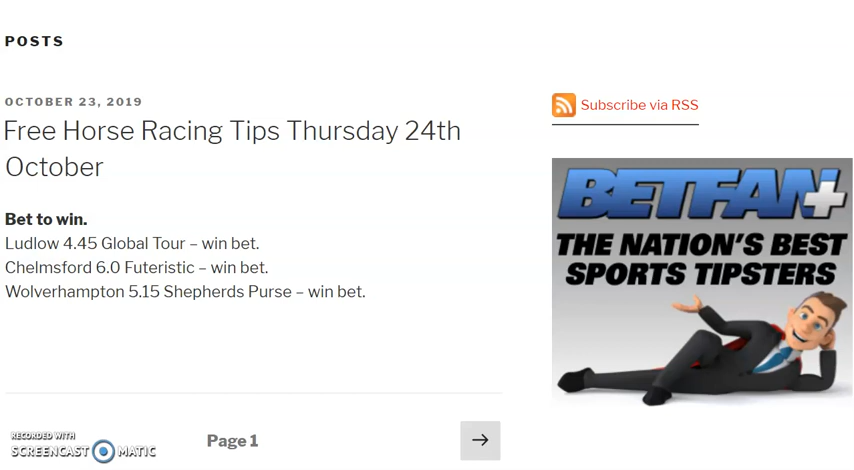 POSTS
OCTOBER 23, 2019
Free Horse Racing Tips Thursday 24th
October
Bet to win.
Ludlow 4.45 Global Tour – win bet.
Chelmsford 6.0 Futeristic – win bet.
Wolverhampton 5.15 Shepherds Purse – win bet.
Page 1
Subscribe via RSS
BETFAN+
THE NATION'S BEST
SPORTS TIPSTERS
RECORDED WITH
SCREENCAST MATIC